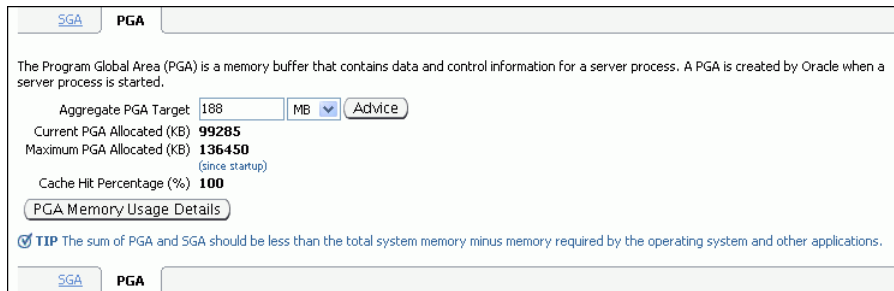 SGA PGA
The Program Global Area (PGA) is a memory buffer that contains data and control information for a server process. A PGA is created by Oracle when a
server process is started.
Aggregate PGA Target 188 MB Advice
Current PGA Allocated (KB) 99285
Maximum PGA Allocated (KB) 136450
(since startup)
Cache Hit Percentage (%) 100
PGA Memory Usage Details
TIP The sum of PGA and SGA should be less than the total system memory minus memory required by the operating system and other applications.
SGA PGA